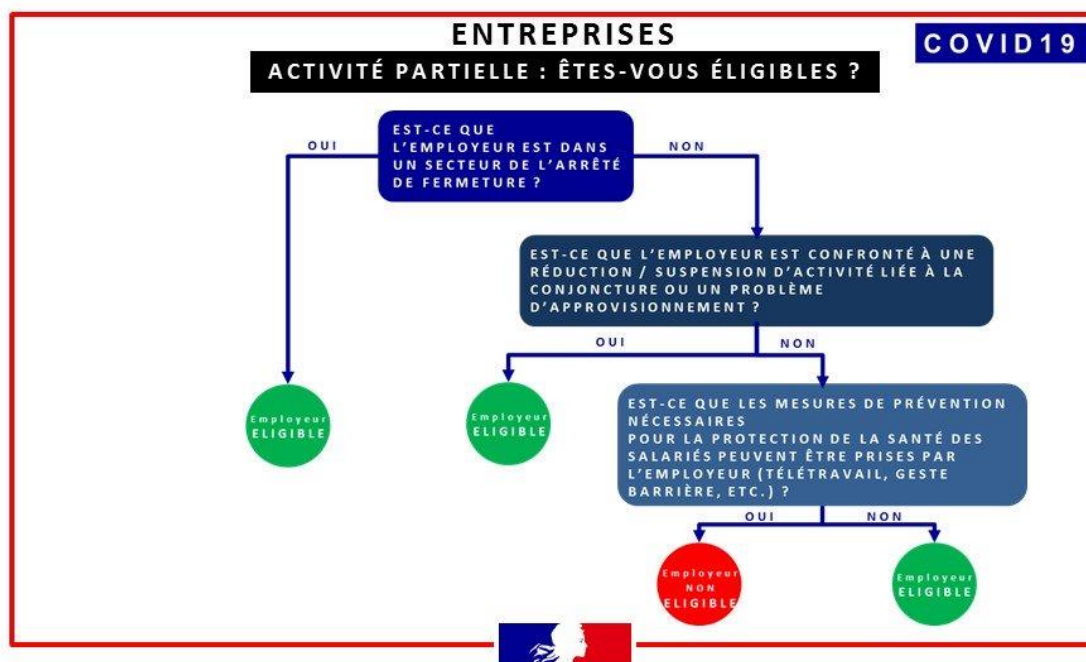 ENTREPRISES
COVID19
ACTIVITÉ PARTIELLE : ÊTES-VOUS ÉLIGIBLES ?
EST-CE QUE
L'EMPLOYEUR EST DANS
UN SECTEUR DE L'ARRÊTÉ
DE FERMETURE ?
OUI
NON
EST-CE QUE L'EMPLOYEUR EST CONFRONTÉ À UNE
RÉDUCTION / SUSPENSION D'ACTIVITÉ LIÉE À LA
CONJONCTURE OU UN PROBLÈME
D'APPROVISIONNEMENT ?
OUI
NON
Employeur
ELIGIBLE
Employeur
ELIGIBLE
EST-CE QUE LES MESURES DE PRÉVENTION
NÉCESSAIRES
POUR LA PROTECTION DE LA SANTÉ DES
SALARIÉS PEUVENT ÊTRE PRISES PAR
L'EMPLOYEUR (TÉLÉTRAVAIL, GESTE
BARRIÈRE, ETC.) ?
OUI
NON
Employeur
NON
ELIGIBLE
Employeur
ELIGIBLE